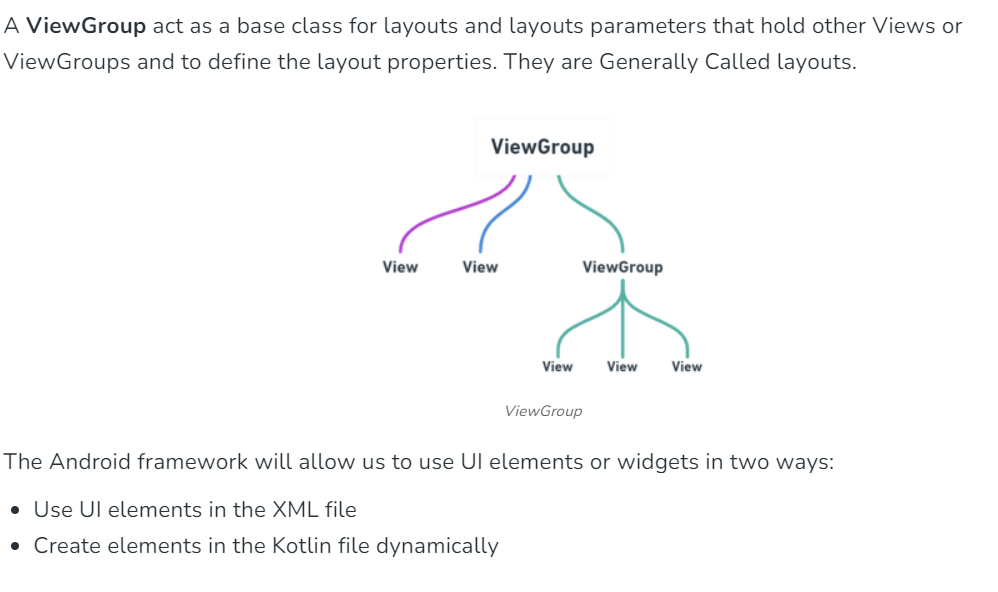 A ViewGroup act as a base class for layouts and layouts parameters that hold other Views or
ViewGroups and to define the layout properties. They are Generally Called layouts.
ViewGroup
View View ViewGroup
View View View
ViewGroup
The Android framework will allow us to use UI elements or widgets in two ways:
• Use UI elements in the XML file
• Create elements in the Kotlin file dynamically